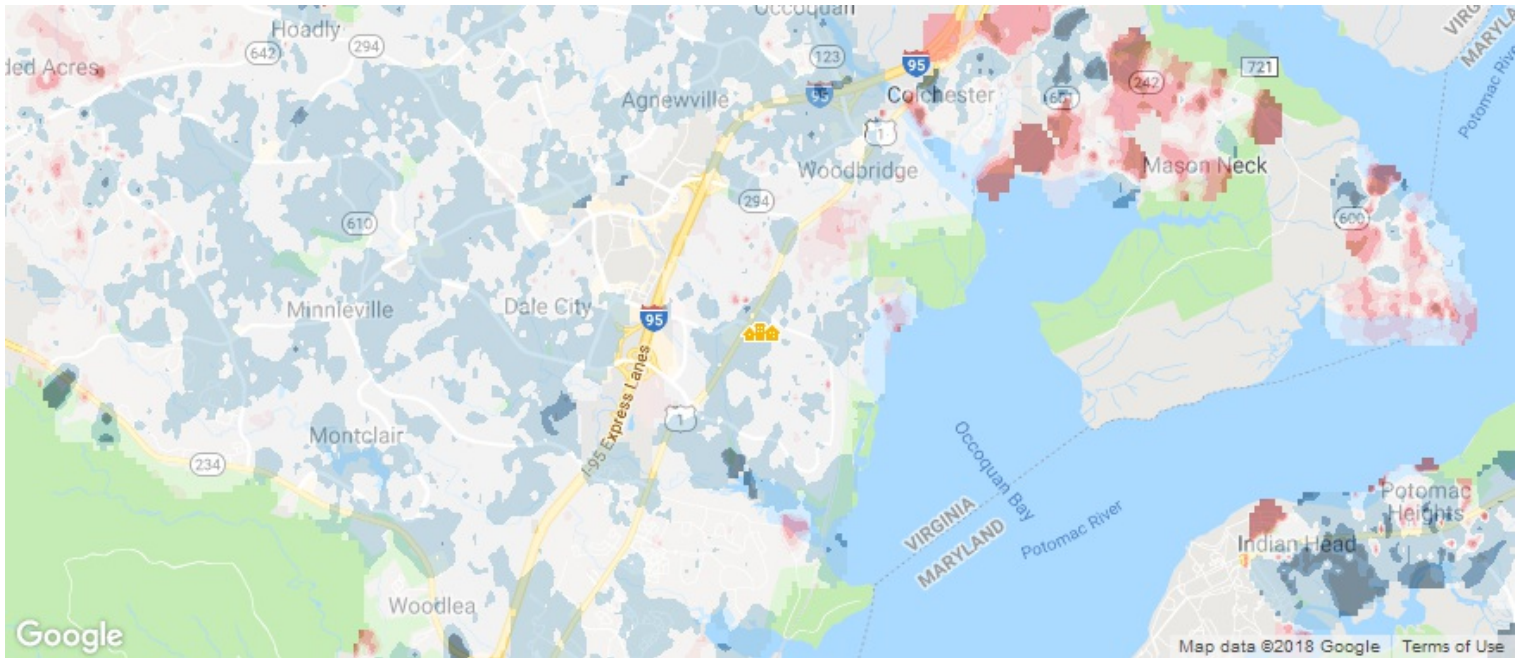 Occoquan
Hoadly
294
642
ded Acres
123
95
95
Agnewville
Colchester
1
601
242
721
VIRG
MARYL
Potomac River
Woodbridge
Mason Neck
294
610
600
Minnieville
Dale City
95
I-95 Express Lanes
Montclair
1
234
Occoquan Bay
VIRGINIA
MARYLAND
Potomac River
Potomac
Heights
Indian Head
Woodlea
Google
Map data ©2018 Google
Terms of Use